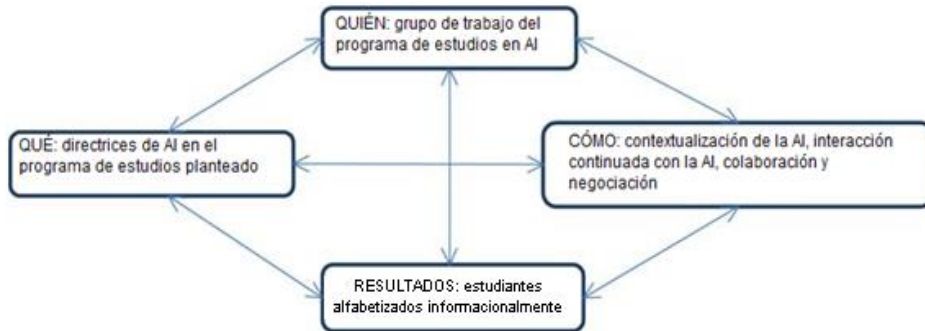 QUIÉN: grupo de trabajo del
programa de estudios en AI
QUÉ: directrices de AI en el
programa de estudios planteado
CÓMO: contextualización de la AI, interacción
continuada con la AI, colaboración y
negociación
RESULTADOS: estudiantes
alfabetizados informacionalmente